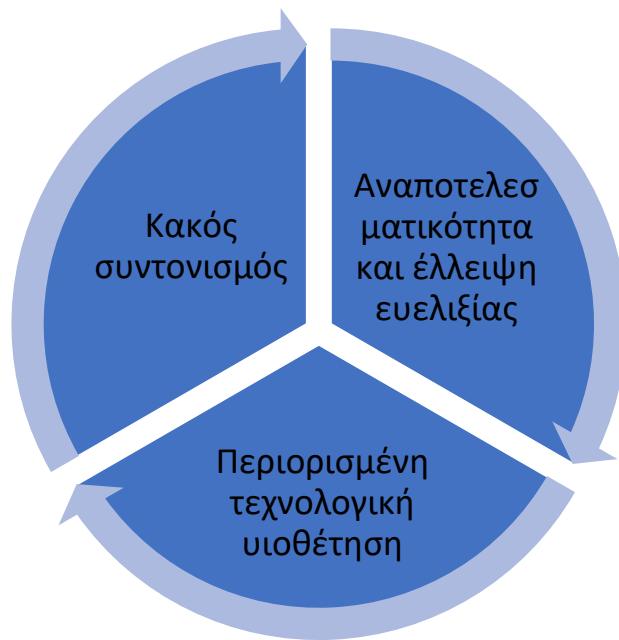 Κακός
συντονισμός
Αναποτελεσ
ματικότητα
και έλλειψη
ευελιξίας
Περιορισμένη
τεχνολογική
υιοθέτηση